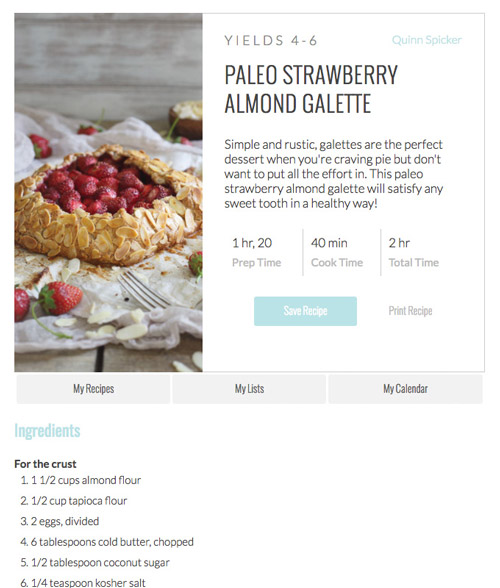 YIELDS 4-6
Quinn Spicker
PALEO STRAWBERRY
ALMOND GALETTE
Simple and rustic, galettes are the perfect
dessert when you're craving pie but don't
want to put all the effort in. This paleo
strawberry almond galette will satisfy any
sweet tooth in a healthy way!
1 hr, 20
40 min
2 hr
Prep Time
Cook Time
Total Time
Save Recipe
Print Recipe
My Recipes
My Lists
My Calendar
Ingredients
For the crust
1. 1 1/2 cups almond flour
2. 1/2 cup tapioca flour
3. 2 eggs, divided
4. 6 tablespoons cold butter, chopped
5. 1/2 tablespoon coconut sugar
6. 1/4 teaspoon kosher salt